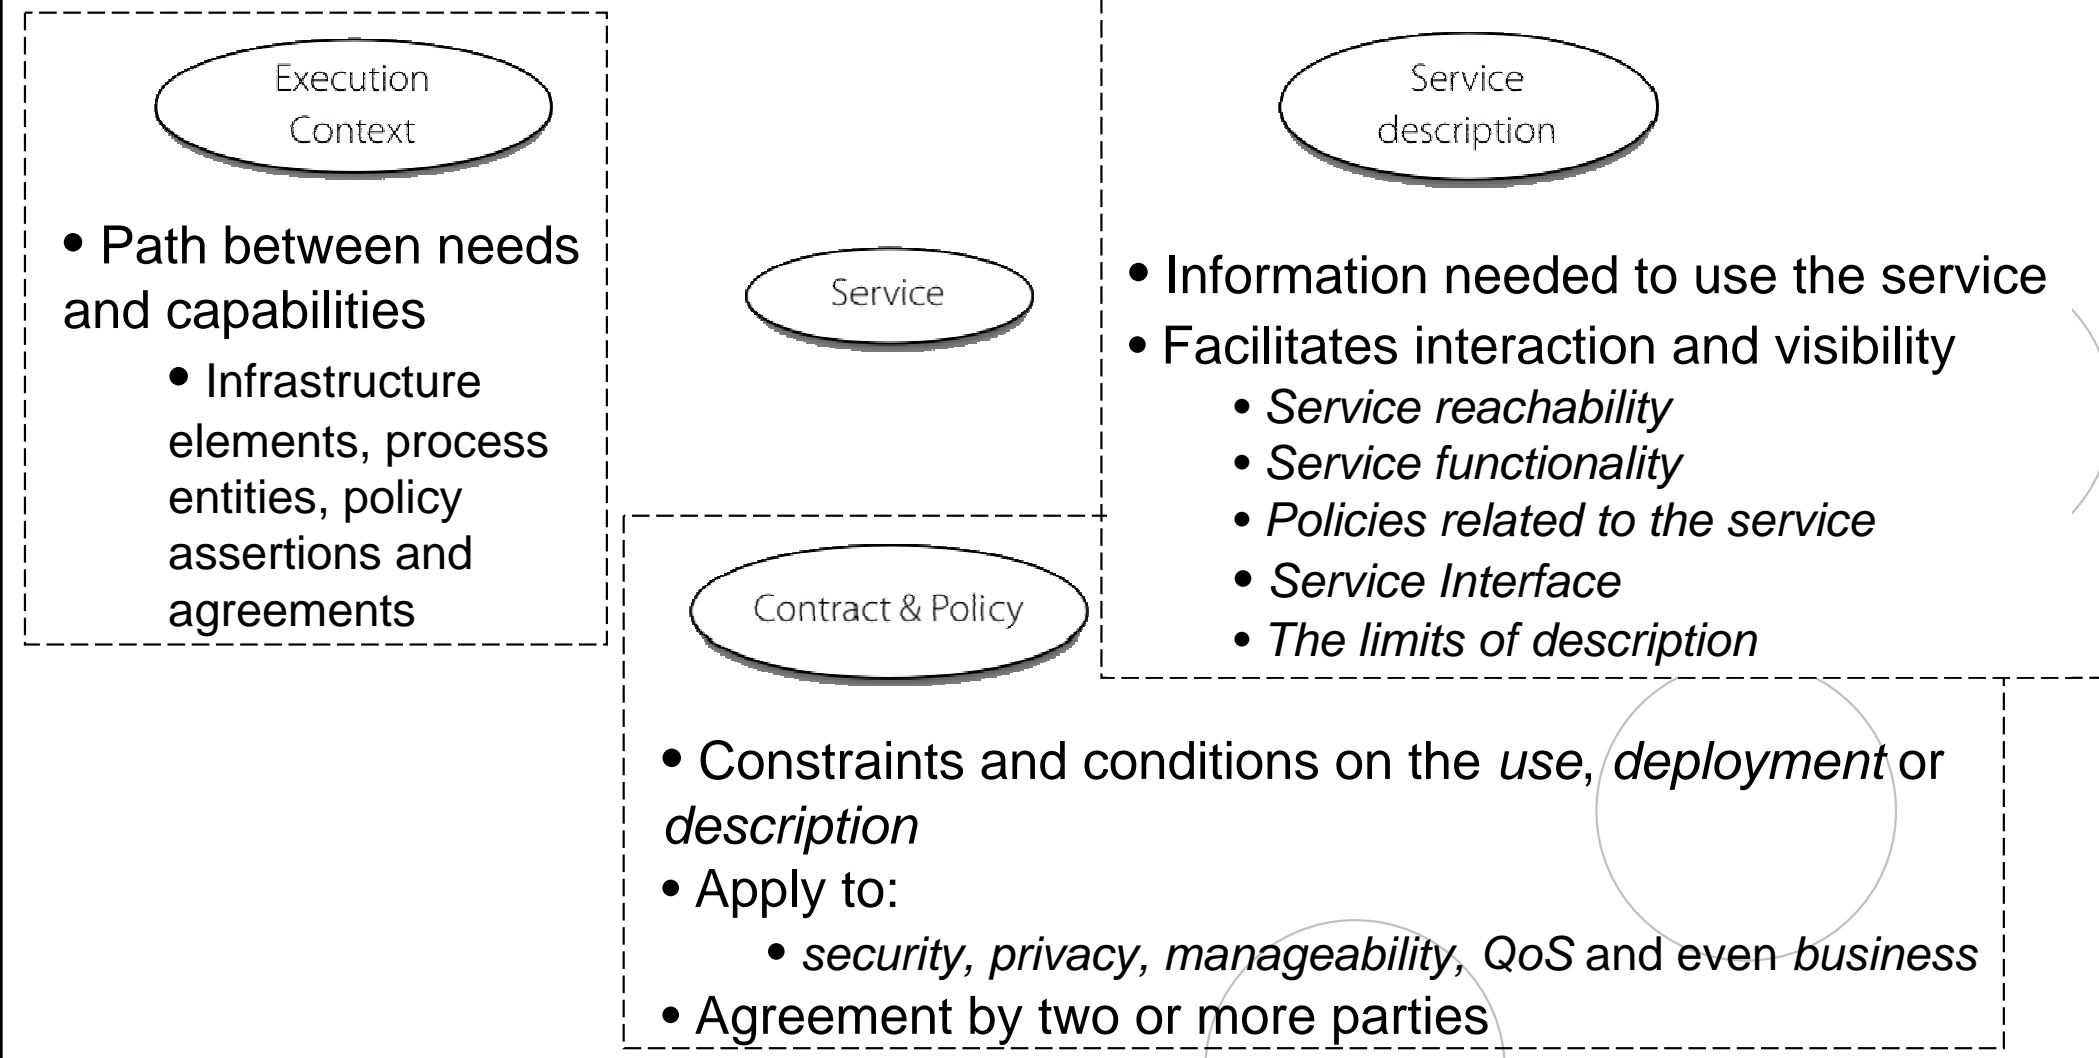 Execution
Context
• Path between needs
and capabilities
• Infrastructure
elements, process
entities, policy
assertions and
agreements
Service
Service
description
• Information needed to use the service
• Facilitates interaction and visibility
• Service reachability
• Service functionality
• Policies related to the service
• Service Interface
• The limits of description
Contract & Policy
• Constraints and conditions on the use, deployment or
description
• Apply to:
• security, privacy, manageability, QoS and even business
• Agreement by two or more parties